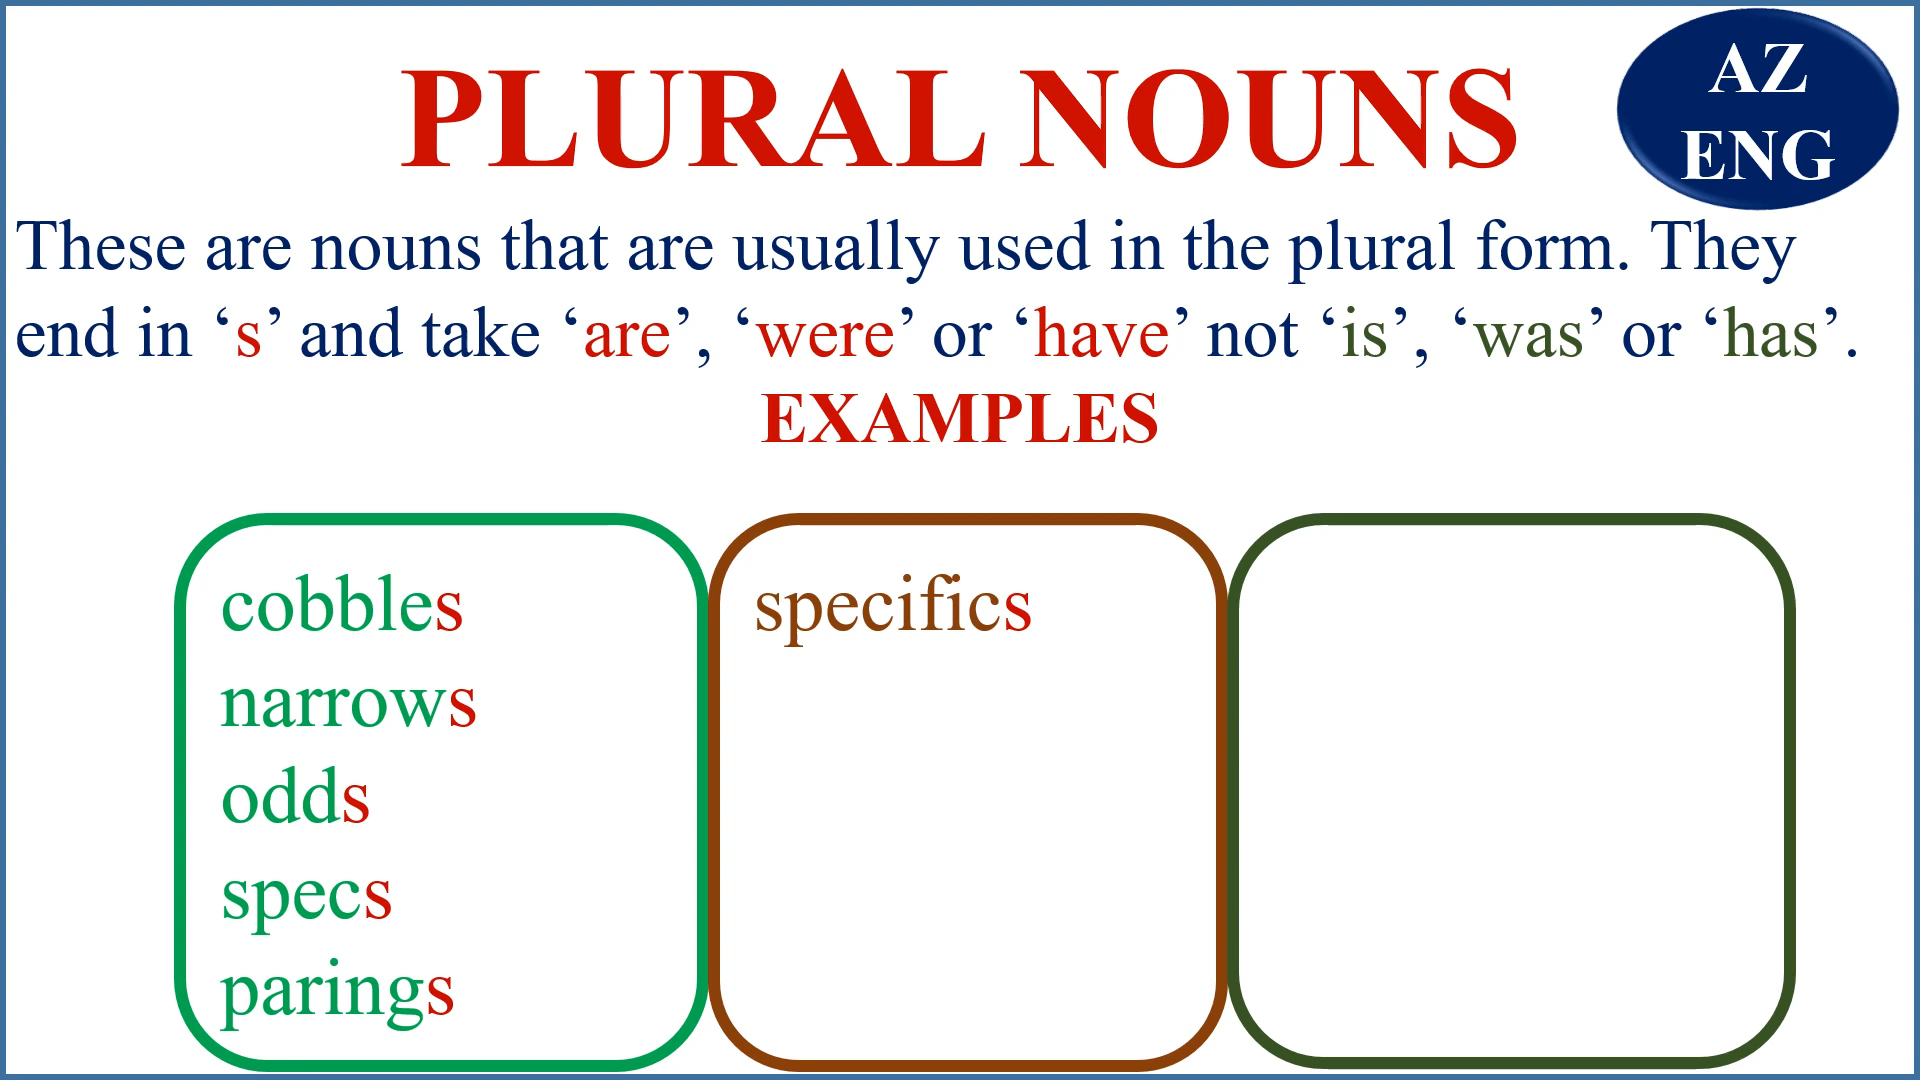 PLURAL NOUNS
AZ
ENG
These are nouns that are usually used in the plural form. They
end in ‘s’ and take ‘are’, ‘were’ or ‘have’ not ‘is’, ‘was’ or ‘has’.
EXAMPLES
cobbles
narrows
odds
specs
parings
specifics